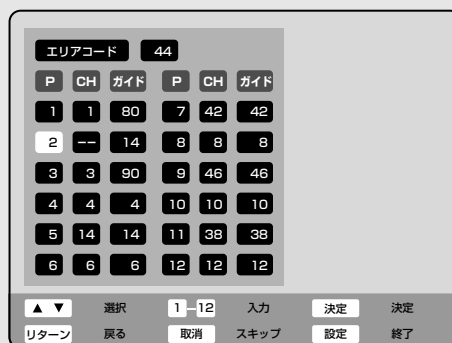 エリアコード 44
P CH ガイド P CH ガイド
1 1 80 7 42 42
2 -- 14 8 8 8
3 3 90 9 46 46
4 4 4 10 10 10
5 14 14 11 38 38
6 6 6 12 12 12
▲ ▼ 選択 1–12 入力 決定 決定
リターン 戻る 取消 スキップ 設定 終了